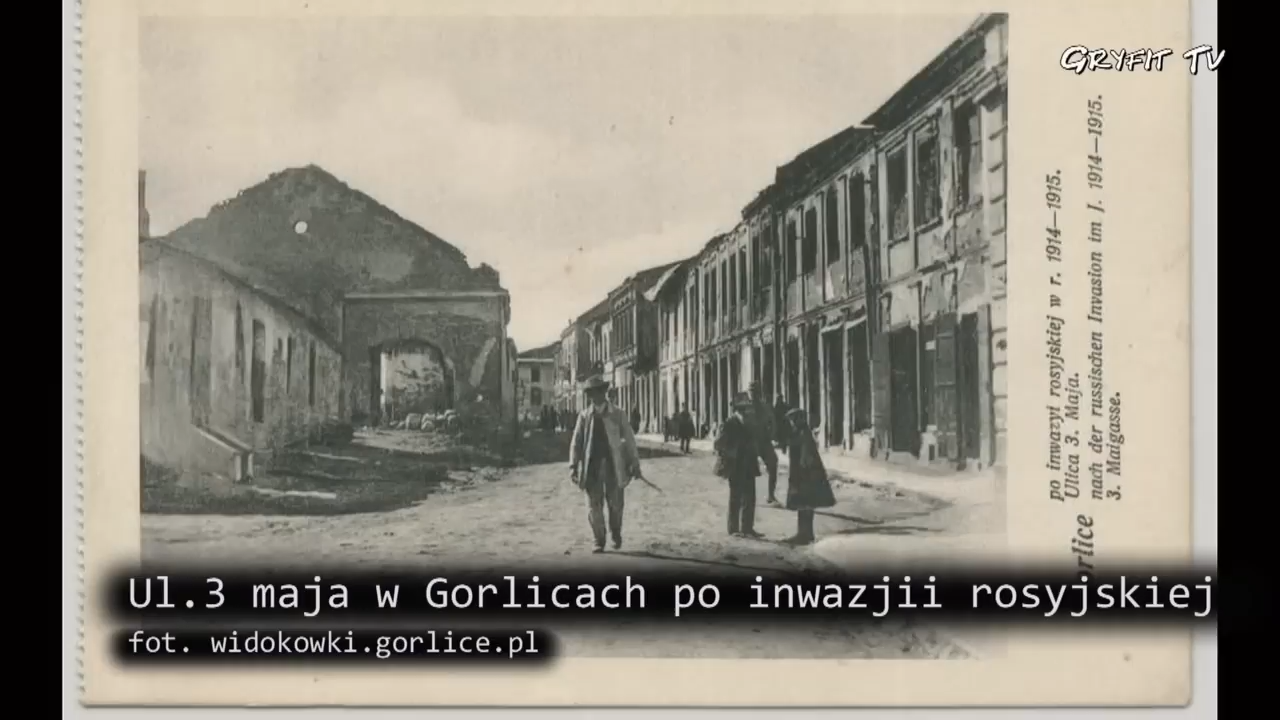 Gryfit TV
po inwazyi rosyjskiej w r. 1914—1915.
Ulica 3. Maja.
nach der russischen Invasion im J. 1914—1915.
3. Maigasse.
Ul.3 maja w Gorlicach po inwazjii rosyjskiej
fot. widokowki.gorlice.pl